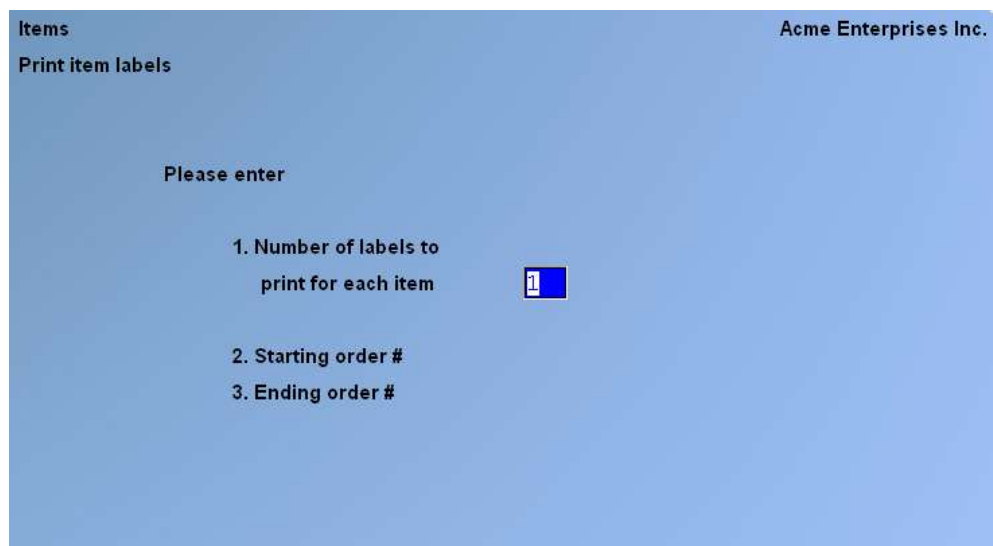 Items Acme Enterprises Inc.
Print item labels
Please enter
1. Number of labels to
print for each item 1
2. Starting order #
3. Ending order #